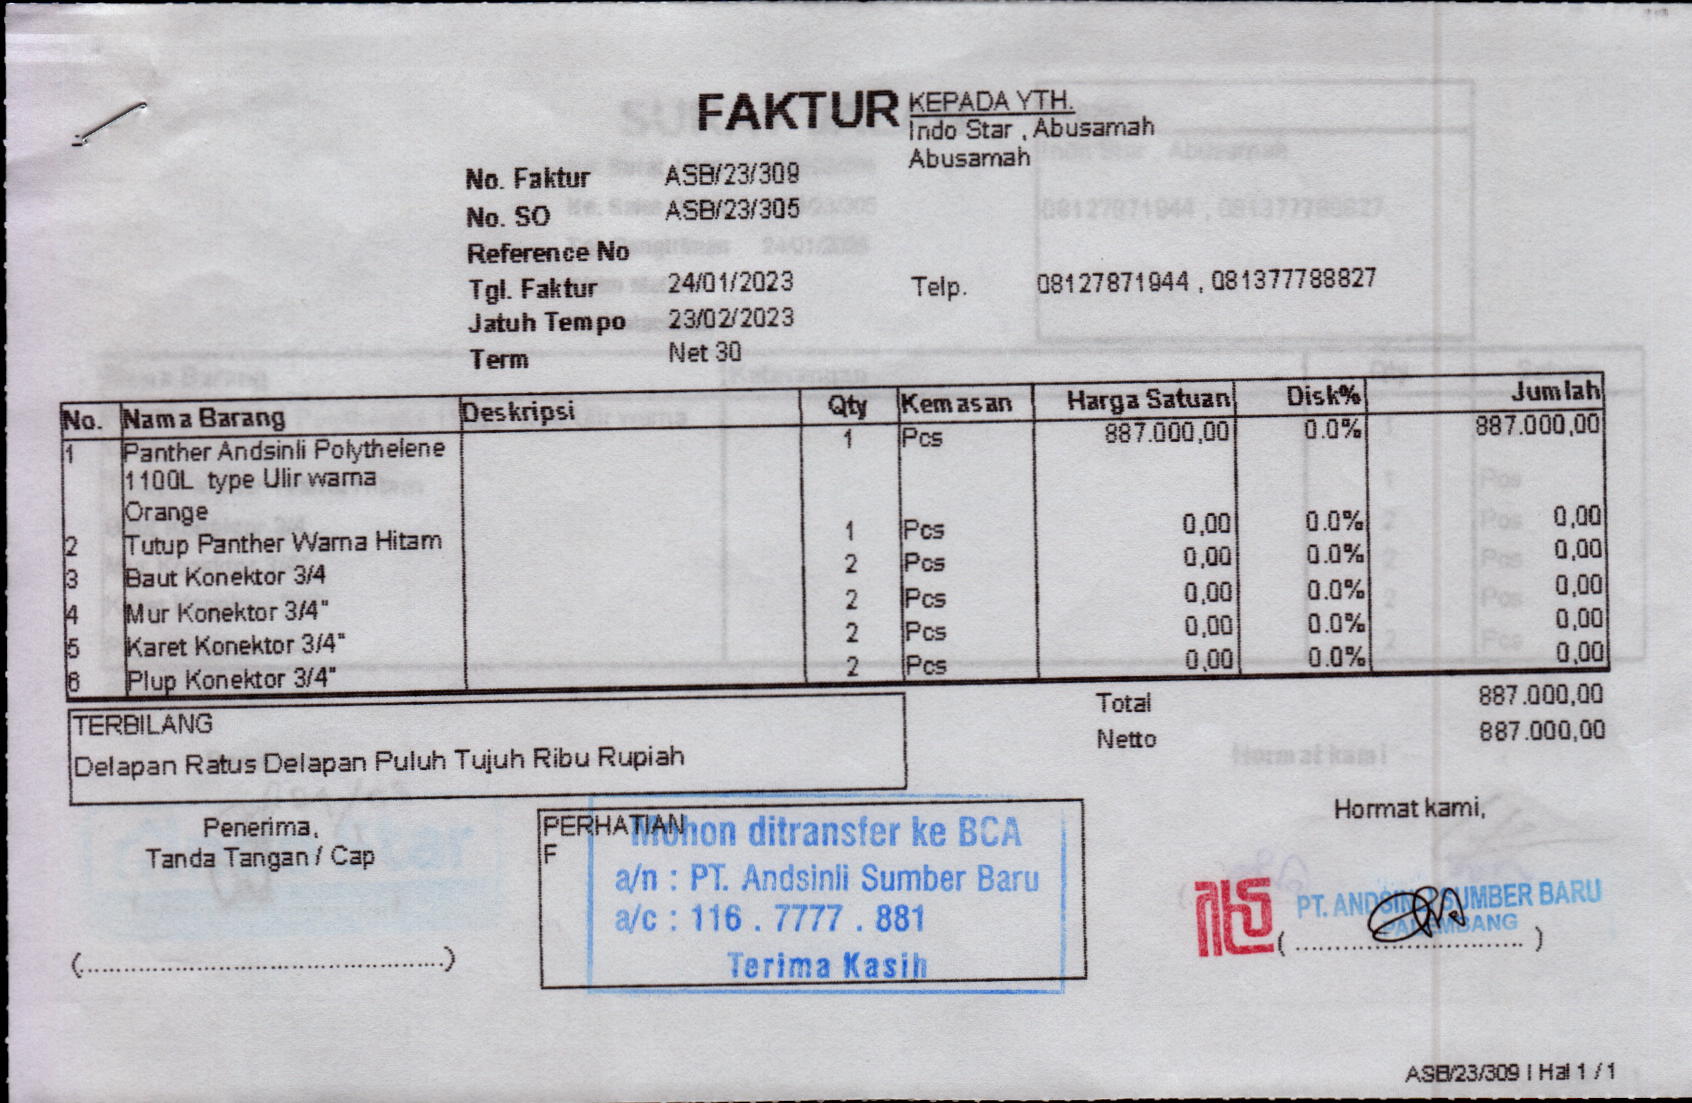 FAKTUR
KEPADA YTH.
Indo Star , Abusamah
Abusamah
No. Faktur ASB/23/309
No. SO ASB/23/305
Reference No
Tgl. Faktur 24/01/2023
Telp. 08127871944 , 081377788827
Jatuh Tempo 23/02/2023
Term Net 30
No. Nama Barang Deskripsi Qty Kemasan Harga Satuan Disk% Jumlah
1 Panther Andsinli Polythelene 1 Pcs 887.000,00 0.0% 887.000,00
1100L type Ulir warna
Orange
2 Tutup Panther Warna Hitam 1 Pcs 0,00 0.0% 0,00
3 Baut Konektor 3/4 2 Pcs 0,00 0.0% 0,00
4 Mur Konektor 3/4" 2 Pcs 0,00 0.0% 0,00
5 Karet Konektor 3/4" 2 Pcs 0,00 0.0% 0,00
6 Plup Konektor 3/4" 2 Pcs 0,00 0.0% 0,00
Total 887.000,00
Netto 887.000,00
TERBILANG
Delapan Ratus Delapan Puluh Tujuh Ribu Rupiah
Penerima,
Tanda Tangan / Cap
(................................................)
PERHATIAN
F
Mohon ditransfer ke BCA
a/n : PT. Andsinli Sumber Baru
a/c : 116 . 7777 . 881
Terima Kasih
Hormat kami,
PT. ANDSINLI SUMBER BARU
PALEMBANG
(..............................)
ASB/23/309 | Hal 1 / 1